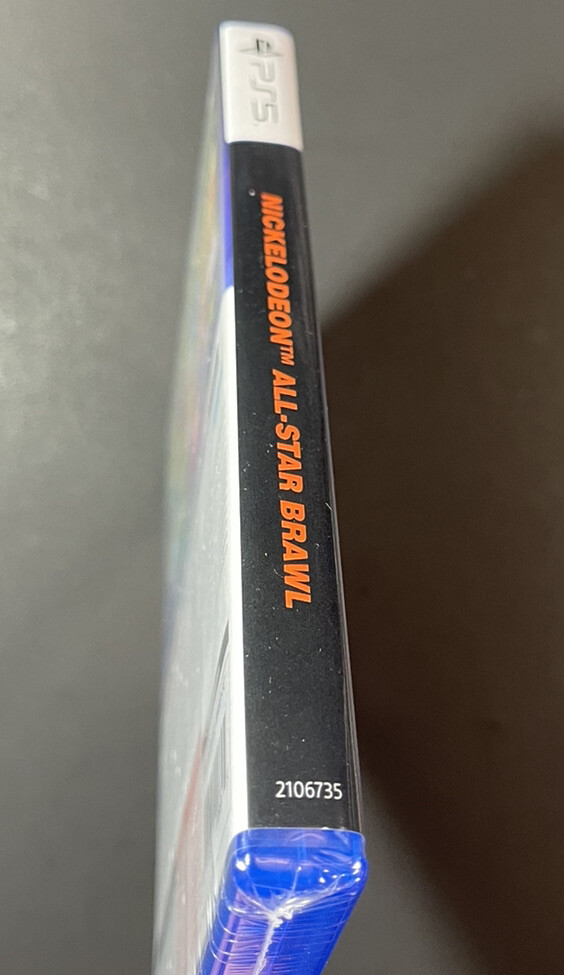 PS5
NICKELODEON™ ALL-STAR BRAWL
2106735